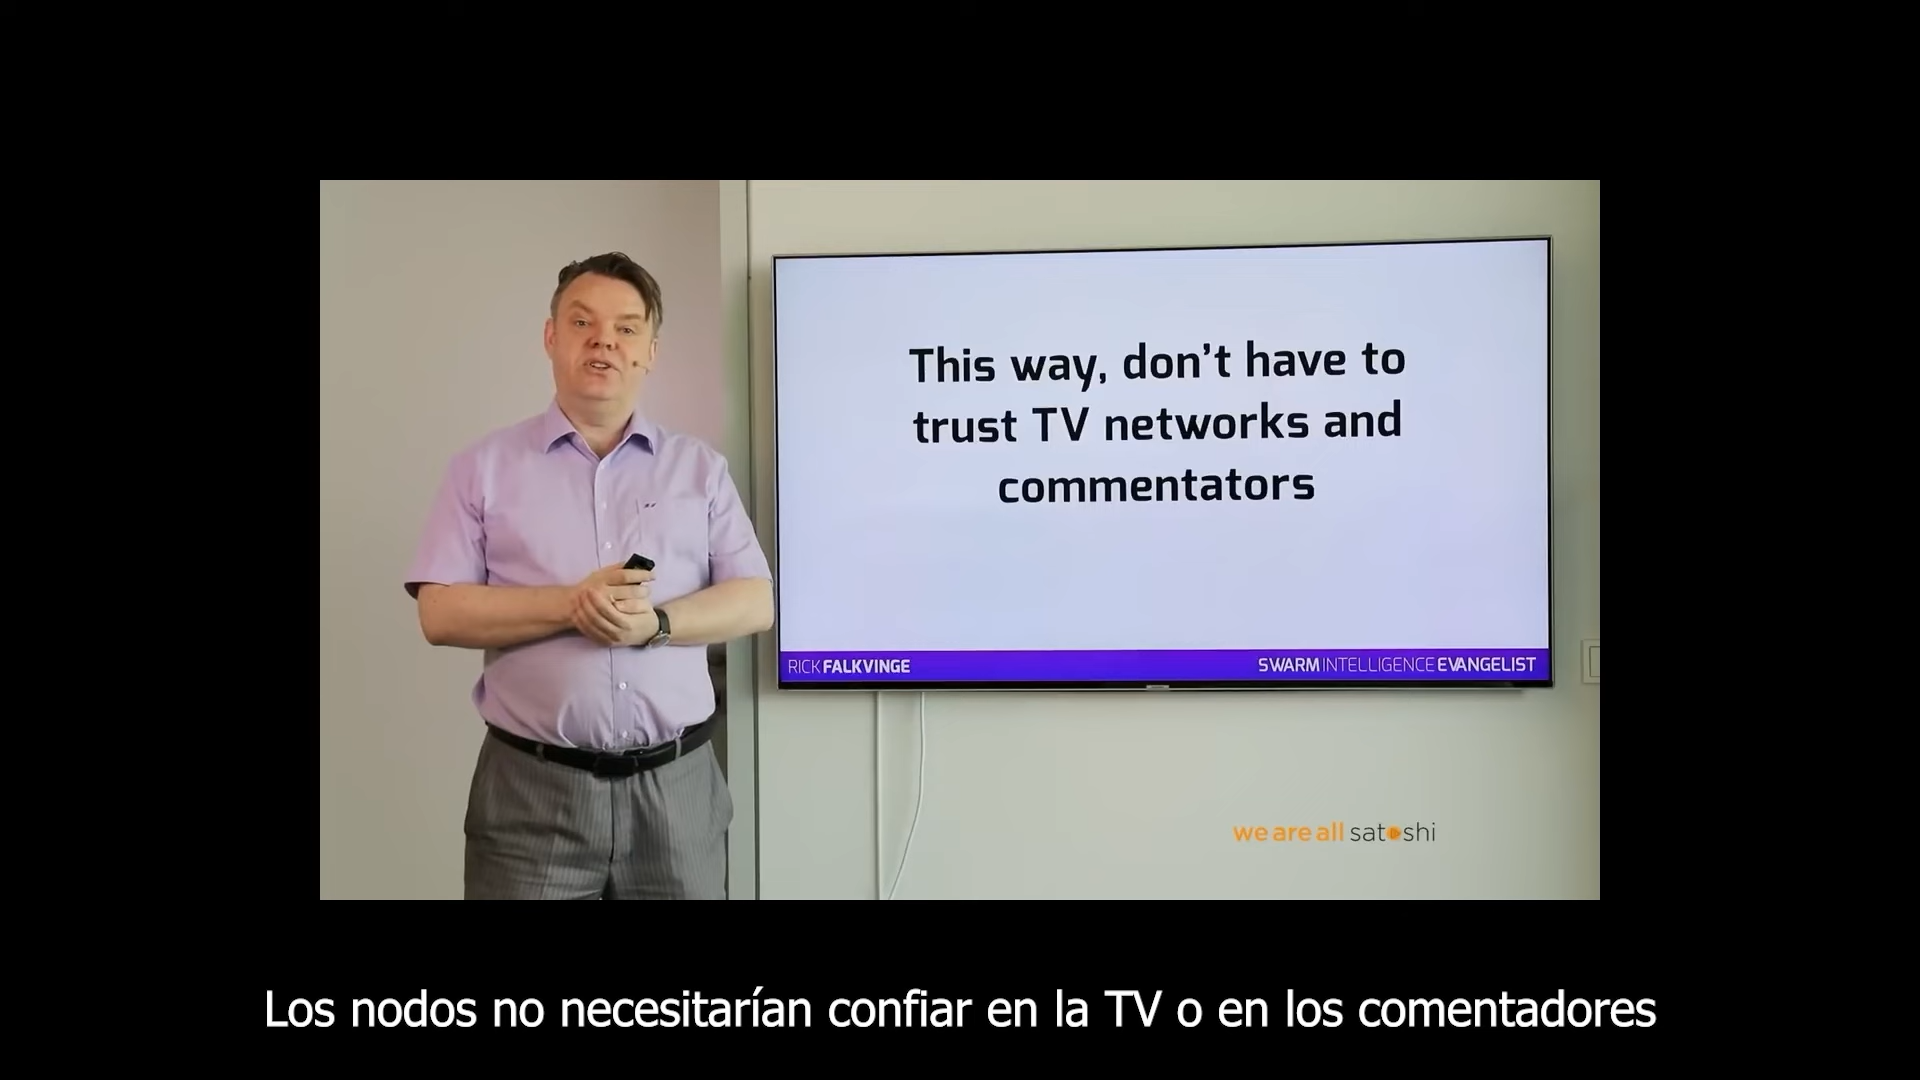 This way, don't have to
trust TV networks and
commentators
RICK FALKVINGE
SWARM INTELLIGENCE EVANGELIST
we are all satoshi
Los nodos no necesitarían confiar en la TV o en los comentadores